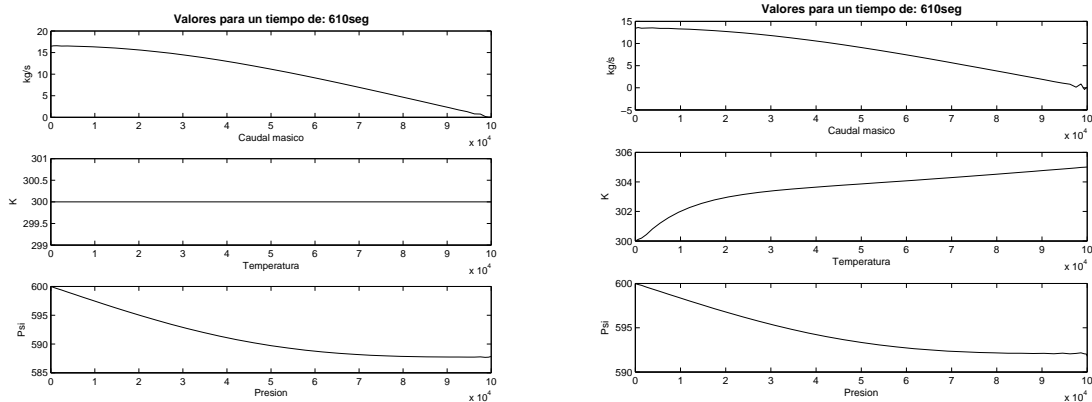 Valores para un tiempo de: 610seg
20
15
10
5
0
kg/s
0 1 2 3 4 5 6 7 8 9 10
Caudal masico
x 10^4
301
300.5
300
299.5
299
K
0 1 2 3 4 5 6 7 8 9 10
Temperatura
x 10^4
600
595
590
585
Psi
0 1 2 3 4 5 6 7 8 9 10
Presion
x 10^4
Valores para un tiempo de: 610seg
15
10
5
0
−5
kg/s
0 1 2 3 4 5 6 7 8 9 10
Caudal masico
x 10^4
306
304
302
300
K
0 1 2 3 4 5 6 7 8 9 10
Temperatura
x 10^4
600
595
590
Psi
0 1 2 3 4 5 6 7 8 9 10
Presion
x 10^4